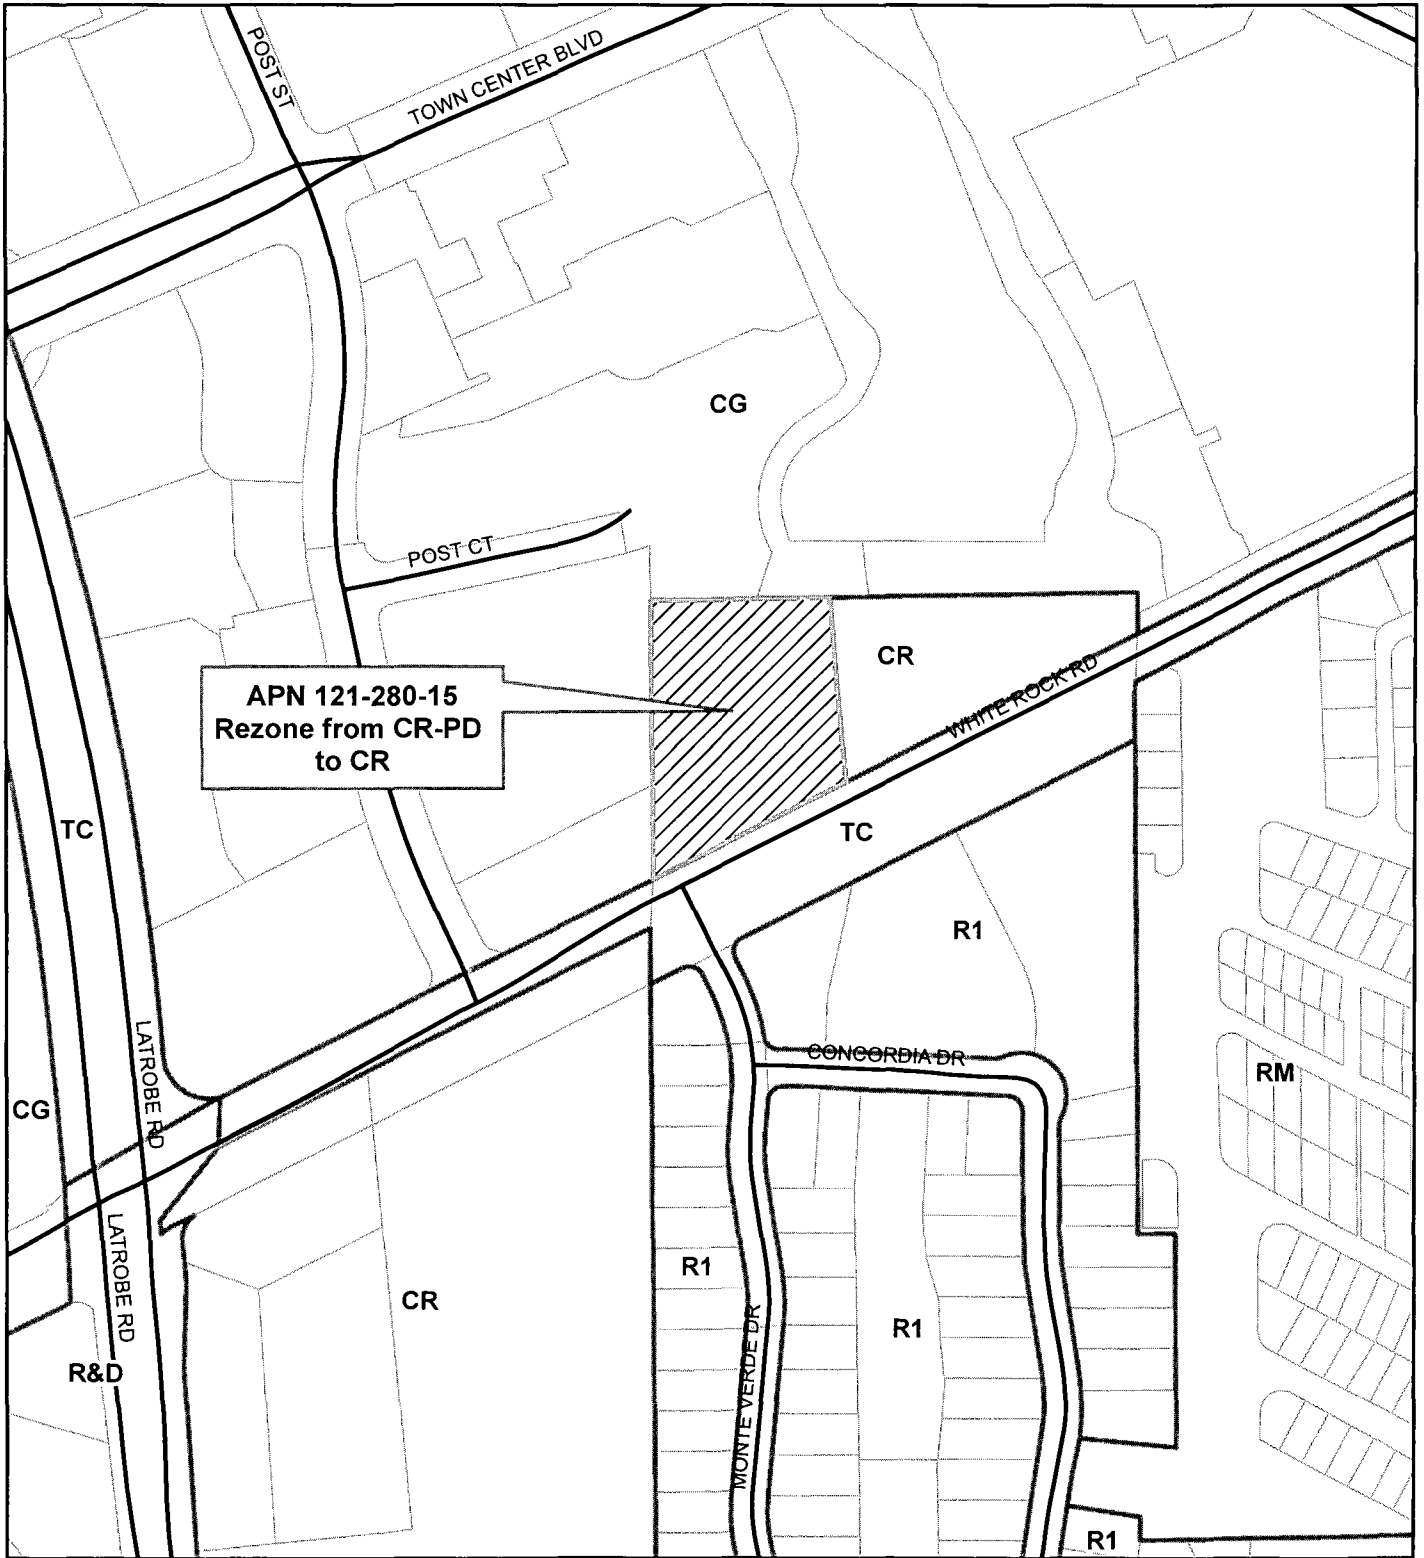 POST ST
TOWN CENTER BLVD
CG
POST CT
CR
APN 121-280-15
Rezone from CR-PD
to CR
WHITE ROCK RD
TC
TC
R1
LATROBE RD
CONCORDIA DR
RM
CG
LATROBE RD
R1
CR
MONTE VERDE DR
R1
R&D
R1